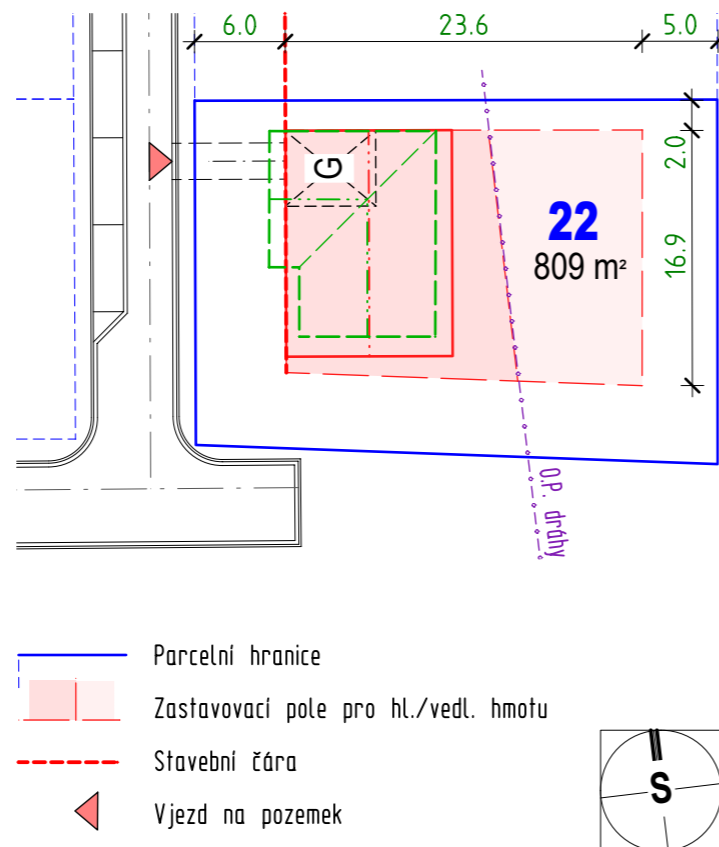 6.0 23.6 5.0
2.0
G
22
809 m²
16.9
O.P. dráhy
Parcelní hranice
Zastavovací pole pro hl./vedl. hmotu
Stavební čára
Vjezd na pozemek
S